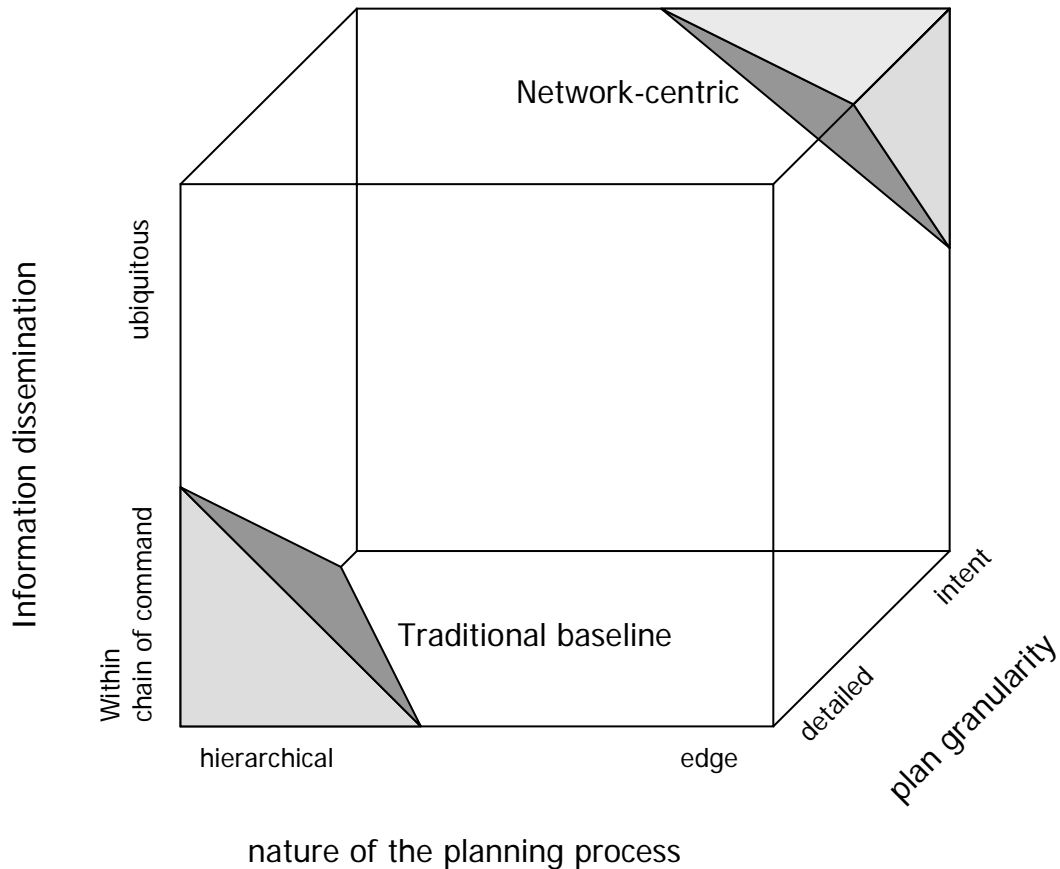 Network-centric
Information dissemination
ubiquitous
Within
chain of command
Traditional baseline
hierarchical
edge
detailed
intent
plan granularity
nature of the planning process